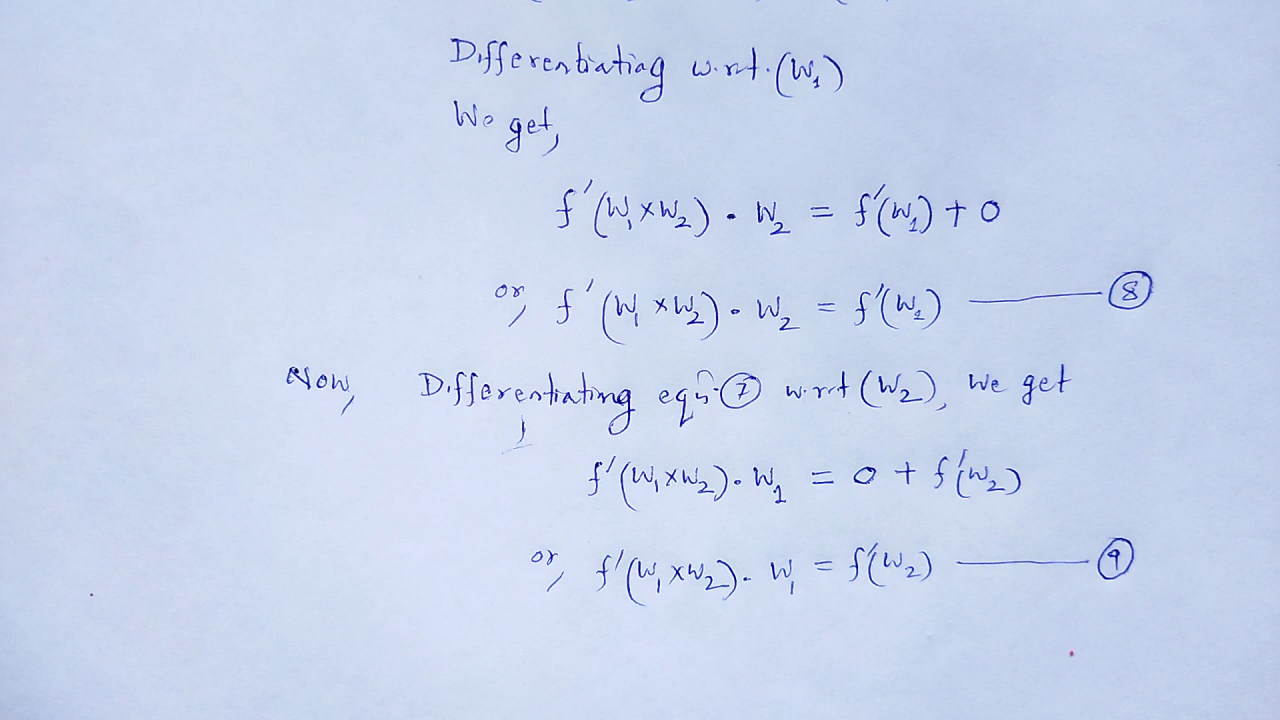 Differentiating w.r.t. (W₁)
We get,
f′(W₁×W₂) · W₂ = f′(W₁) + 0
or, f′(W₁×W₂) · W₂ = f′(W₁) —— ⑧
Now, Differentiating eqn. ⑦ w.r.t (W₂), we get
f′(W₁×W₂) · W₁ = 0 + f′(W₂)
or, f′(W₁×W₂) · W₁ = f′(W₂) —— ⑨